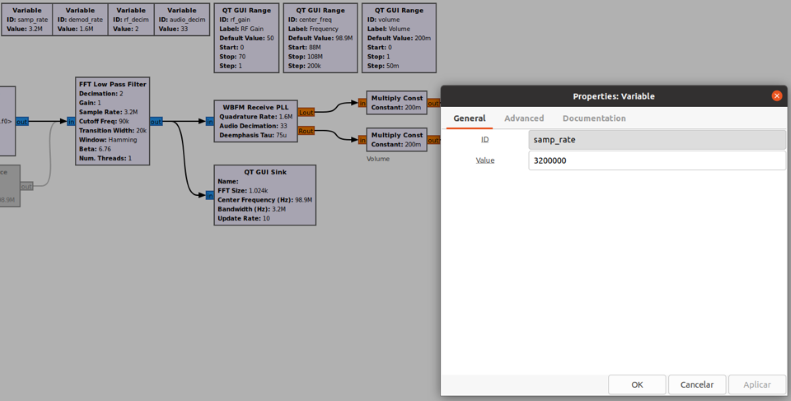 Variable
ID: samp_rate
Value: 3.2M
Variable
ID: demod_rate
Value: 1.6M
Variable
ID: rf_decim
Value: 2
Variable
ID: audio_decim
Value: 33
QT GUI Range
ID: rf_gain
Label: RF Gain
Default Value: 50
Start: 0
Stop: 70
Step: 1
QT GUI Range
ID: center_freq
Label: Frequency
Default Value: 98.9M
Start: 88M
Stop: 108M
Step: 200k
QT GUI Range
ID: volume
Label: Volume
Default Value: 200m
Start: 0
Stop: 1
Step: 50m
f0>
out
out
in
FFT Low Pass Filter
Decimation: 2
Gain: 1
Sample Rate: 3.2M
Cutoff Freq: 90k
Transition Width: 20k
Window: Hamming
Beta: 6.76
Num. Threads: 1
out
in
WBFM Receive PLL
Quadrature Rate: 1.6M
Audio Decimation: 33
Deemphasis Tau: 75u
Lout
Rout
in
Multiply Const
Constant: 200m
out
in
Multiply Const
Constant: 200m
out
Volume
in
QT GUI Sink
Name:
FFT Size: 1.024k
Center Frequency (Hz): 98.9M
Bandwidth (Hz): 3.2M
Update Rate: 10
Properties: Variable
General Advanced Documentation
ID samp_rate
Value 3200000
OK Cancelar Aplicar